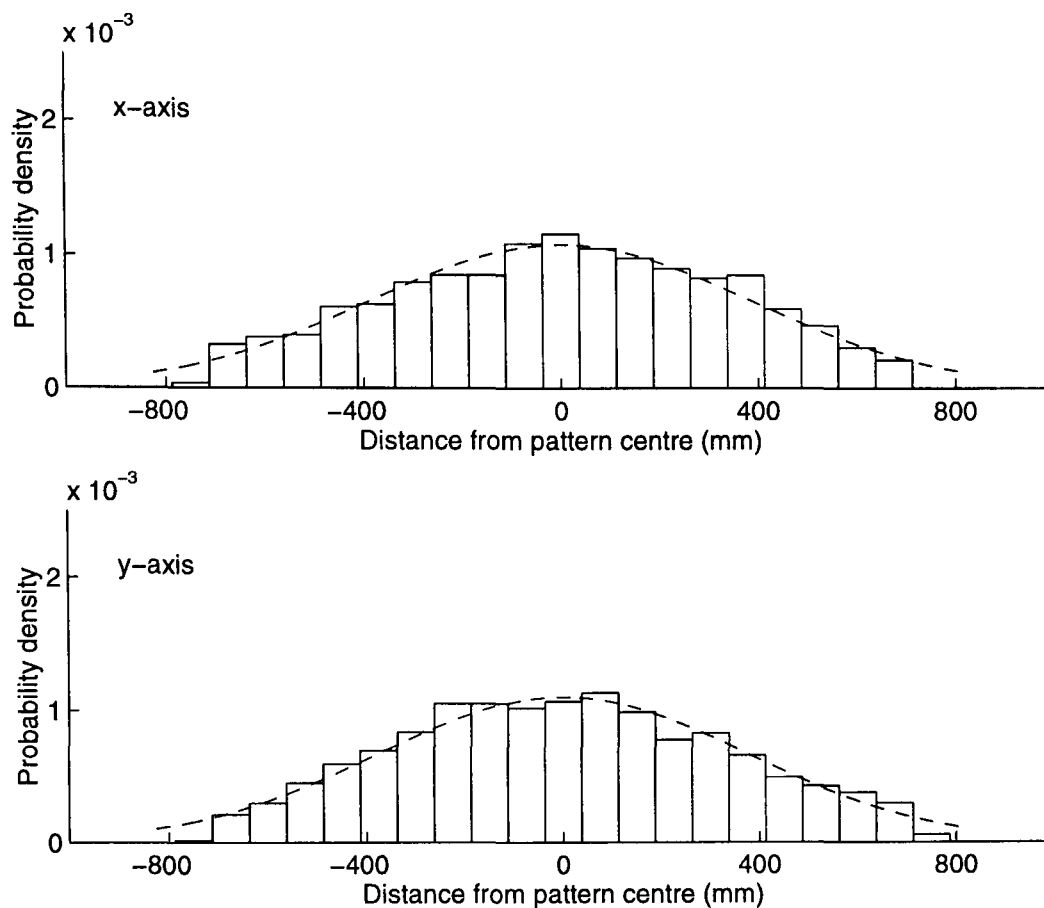 x 10⁻³
x-axis
Probability density
2
1
0
−800 −400 0 400 800
Distance from pattern centre (mm)
x 10⁻³
y-axis
Probability density
2
1
0
−800 −400 0 400 800
Distance from pattern centre (mm)